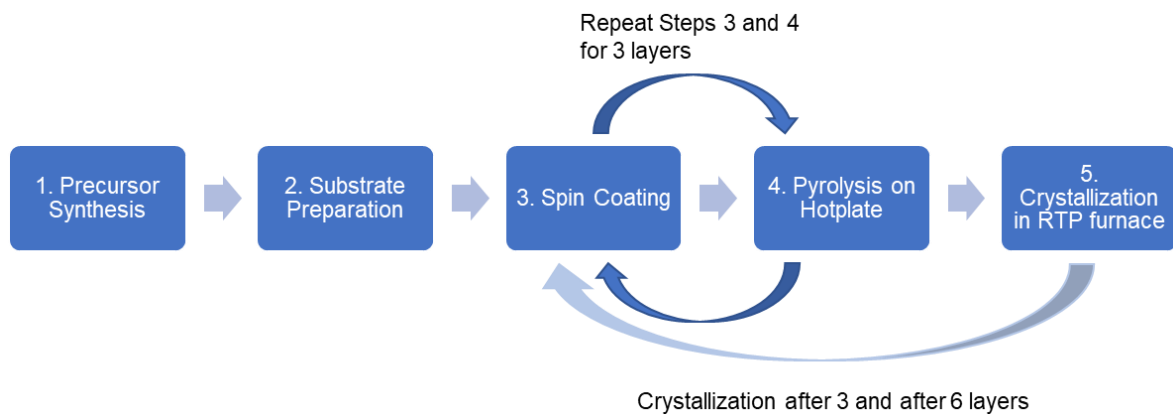 Repeat Steps 3 and 4
for 3 layers
1. Precursor
Synthesis
2. Substrate
Preparation
3. Spin Coating
4. Pyrolysis on
Hotplate
5.
Crystallization
in RTP furnace
Crystallization after 3 and after 6 layers